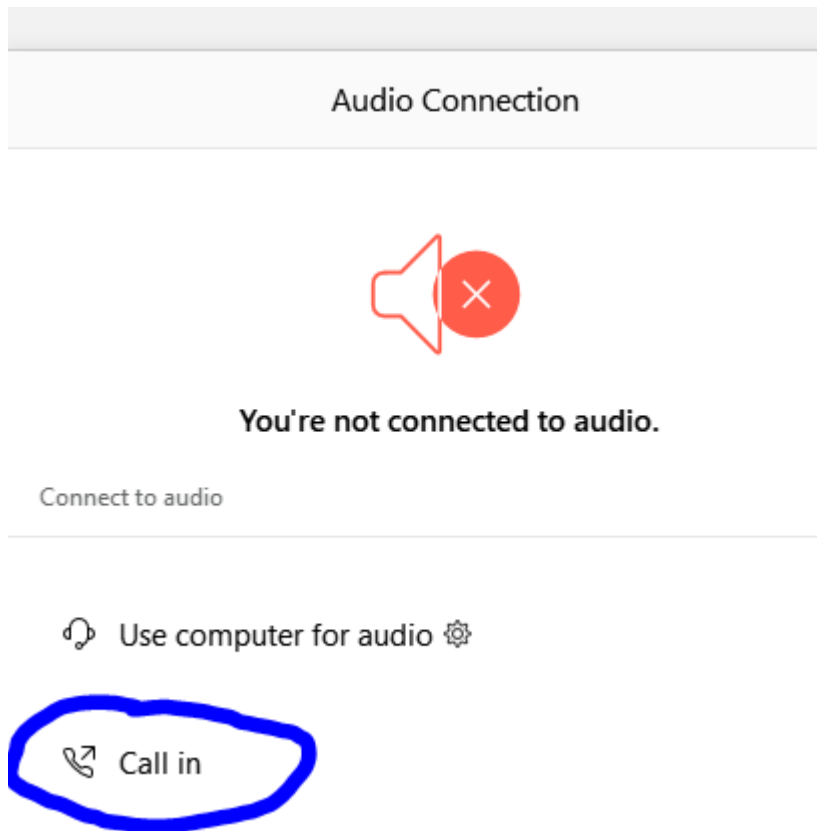 Audio Connection
You're not connected to audio.
Connect to audio
Use computer for audio
Call in